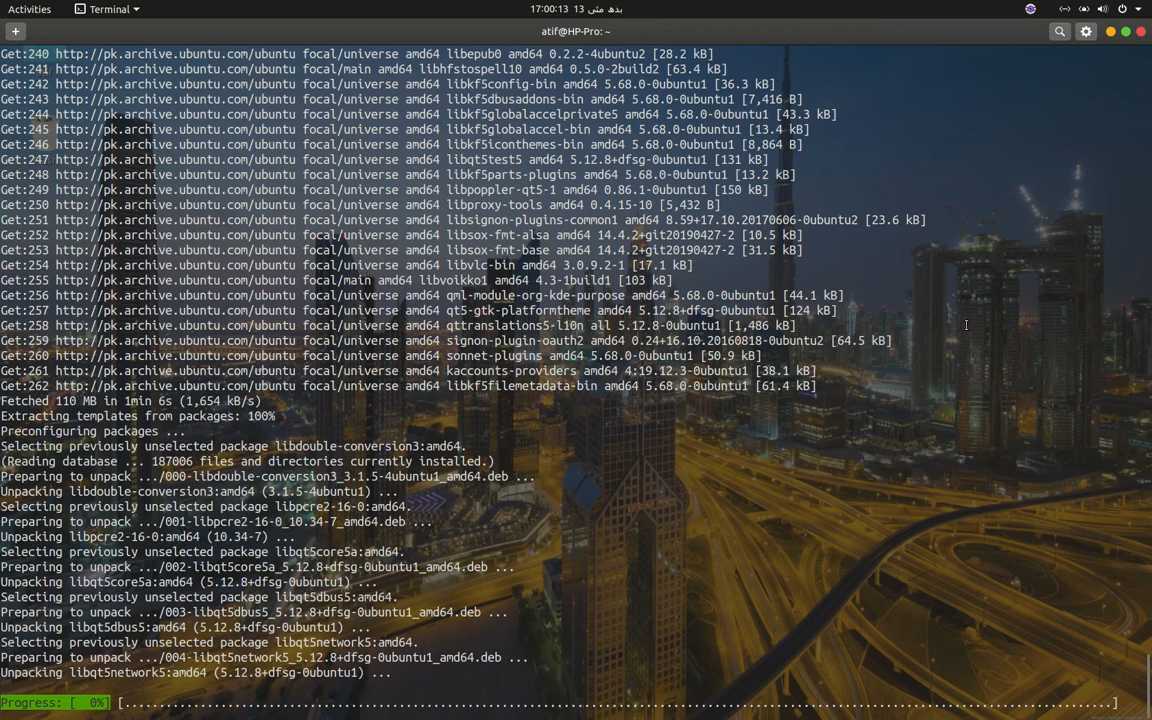 Activities
Terminal
17:00:13 بدھ مئی 13
atif@HP-Pro: ~
Get:240 http://pk.archive.ubuntu.com/ubuntu focal/universe amd64 libepub0 amd64 0.2.2-4ubuntu2 [28.2 kB]
Get:241 http://pk.archive.ubuntu.com/ubuntu focal/main amd64 libhfstospell10 amd64 0.5.0-2build2 [63.4 kB]
Get:242 http://pk.archive.ubuntu.com/ubuntu focal/universe amd64 libkf5config-bin amd64 5.68.0-0ubuntu1 [36.3 kB]
Get:243 http://pk.archive.ubuntu.com/ubuntu focal/universe amd64 libkf5dbusaddons-bin amd64 5.68.0-0ubuntu1 [7,416 B]
Get:244 http://pk.archive.ubuntu.com/ubuntu focal/universe amd64 libkf5globalaccelprivate5 amd64 5.68.0-0ubuntu1 [43.3 kB]
Get:245 http://pk.archive.ubuntu.com/ubuntu focal/universe amd64 libkf5globalaccel-bin amd64 5.68.0-0ubuntu1 [13.4 kB]
Get:246 http://pk.archive.ubuntu.com/ubuntu focal/universe amd64 libkf5iconthemes-bin amd64 5.68.0-0ubuntu1 [8,864 B]
Get:247 http://pk.archive.ubuntu.com/ubuntu focal/universe amd64 libqt5test5 amd64 5.12.8+dfsg-0ubuntu1 [131 kB]
Get:248 http://pk.archive.ubuntu.com/ubuntu focal/universe amd64 libkf5parts-plugins amd64 5.68.0-0ubuntu1 [13.2 kB]
Get:249 http://pk.archive.ubuntu.com/ubuntu focal/universe amd64 libpoppler-qt5-1 amd64 0.86.1-0ubuntu1 [150 kB]
Get:250 http://pk.archive.ubuntu.com/ubuntu focal/universe amd64 libproxy-tools amd64 0.4.15-10 [5,432 B]
Get:251 http://pk.archive.ubuntu.com/ubuntu focal/universe amd64 libsignon-plugins-common1 amd64 8.59+17.10.20170606-0ubuntu2 [23.6 kB]
Get:252 http://pk.archive.ubuntu.com/ubuntu focal/universe amd64 libsox-fmt-alsa amd64 14.4.2+git20190427-2 [10.5 kB]
Get:253 http://pk.archive.ubuntu.com/ubuntu focal/universe amd64 libsox-fmt-base amd64 14.4.2+git20190427-2 [31.5 kB]
Get:254 http://pk.archive.ubuntu.com/ubuntu focal/universe amd64 libvlc-bin amd64 3.0.9.2-1 [17.1 kB]
Get:255 http://pk.archive.ubuntu.com/ubuntu focal/main amd64 libvoikko1 amd64 4.3-1build1 [103 kB]
Get:256 http://pk.archive.ubuntu.com/ubuntu focal/universe amd64 qml-module-org-kde-purpose amd64 5.68.0-0ubuntu1 [44.1 kB]
Get:257 http://pk.archive.ubuntu.com/ubuntu focal/universe amd64 qt5-gtk-platformtheme amd64 5.12.8+dfsg-0ubuntu1 [124 kB]
Get:258 http://pk.archive.ubuntu.com/ubuntu focal/universe amd64 qttranslations5-l10n all 5.12.8-0ubuntu1 [1,486 kB]
Get:259 http://pk.archive.ubuntu.com/ubuntu focal/universe amd64 signon-plugin-oauth2 amd64 0.24+16.10.20160818-0ubuntu2 [64.5 kB]
Get:260 http://pk.archive.ubuntu.com/ubuntu focal/universe amd64 sonnet-plugins amd64 5.68.0-0ubuntu1 [50.9 kB]
Get:261 http://pk.archive.ubuntu.com/ubuntu focal/universe amd64 kaccounts-providers amd64 4:19.12.3-0ubuntu1 [38.1 kB]
Get:262 http://pk.archive.ubuntu.com/ubuntu focal/universe amd64 libkf5filemetadata-bin amd64 5.68.0-0ubuntu1 [61.4 kB]
Fetched 110 MB in 1min 6s (1,654 kB/s)
Extracting templates from packages: 100%
Preconfiguring packages ...
Selecting previously unselected package libdouble-conversion3:amd64.
(Reading database ... 187006 files and directories currently installed.)
Preparing to unpack .../000-libdouble-conversion3_3.1.5-4ubuntu1_amd64.deb ...
Unpacking libdouble-conversion3:amd64 (3.1.5-4ubuntu1) ...
Selecting previously unselected package libpcre2-16-0:amd64.
Preparing to unpack .../001-libpcre2-16-0_10.34-7_amd64.deb ...
Unpacking libpcre2-16-0:amd64 (10.34-7) ...
Selecting previously unselected package libqt5core5a:amd64.
Preparing to unpack .../002-libqt5core5a_5.12.8+dfsg-0ubuntu1_amd64.deb ...
Unpacking libqt5core5a:amd64 (5.12.8+dfsg-0ubuntu1) ...
Selecting previously unselected package libqt5dbus5:amd64.
Preparing to unpack .../003-libqt5dbus5_5.12.8+dfsg-0ubuntu1_amd64.deb ...
Unpacking libqt5dbus5:amd64 (5.12.8+dfsg-0ubuntu1) ...
Selecting previously unselected package libqt5network5:amd64.
Preparing to unpack .../004-libqt5network5_5.12.8+dfsg-0ubuntu1_amd64.deb ...
Unpacking libqt5network5:amd64 (5.12.8+dfsg-0ubuntu1) ...
Progress: [  0%] [..............................................................................................................................................]